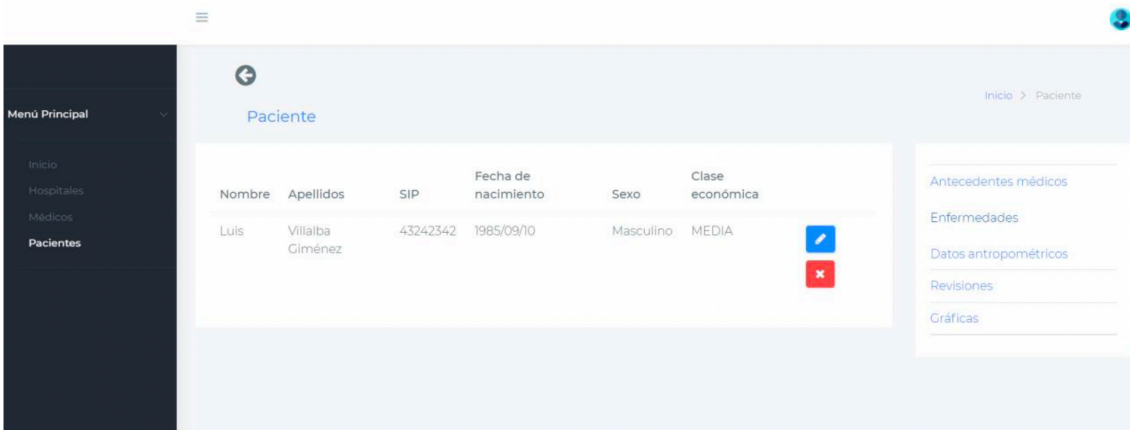 Inicio > Paciente
Menú Principal
Paciente
Inicio
Hospitales
Médicos
Pacientes
Nombre Apellidos SIP Fecha de nacimiento Sexo Clase económica
Luis Villalba Giménez 43242342 1985/09/10 Masculino MEDIA
Antecedentes médicos
Enfermedades
Datos antropométricos
Revisiones
Gráficas